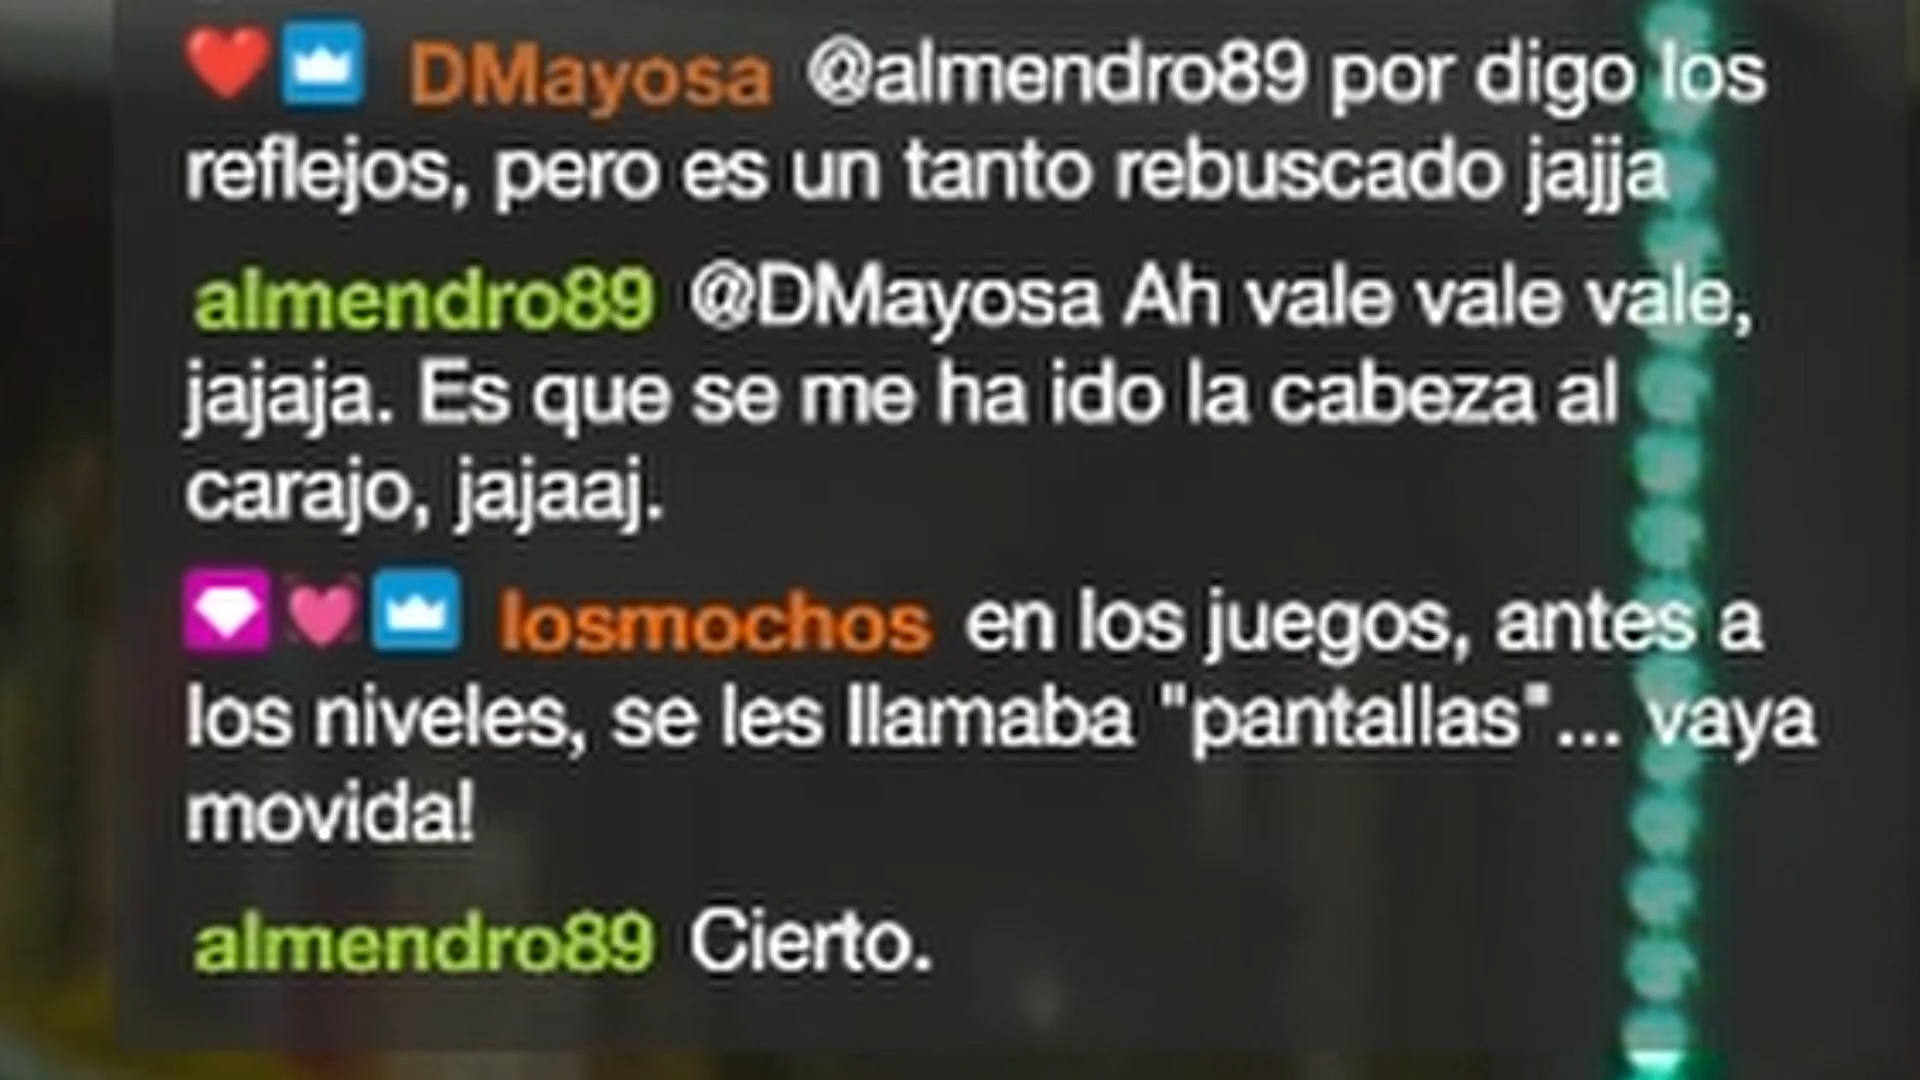 DMayosa @almendro89 por digo los
reflejos, pero es un tanto rebuscado jajja
almendro89 @DMayosa Ah vale vale vale,
jajaja. Es que se me ha ido la cabeza al
carajo, jajaaj.
losmochos en los juegos, antes a
los niveles, se les llamaba "pantallas"... vaya
movida!
almendro89 Cierto.